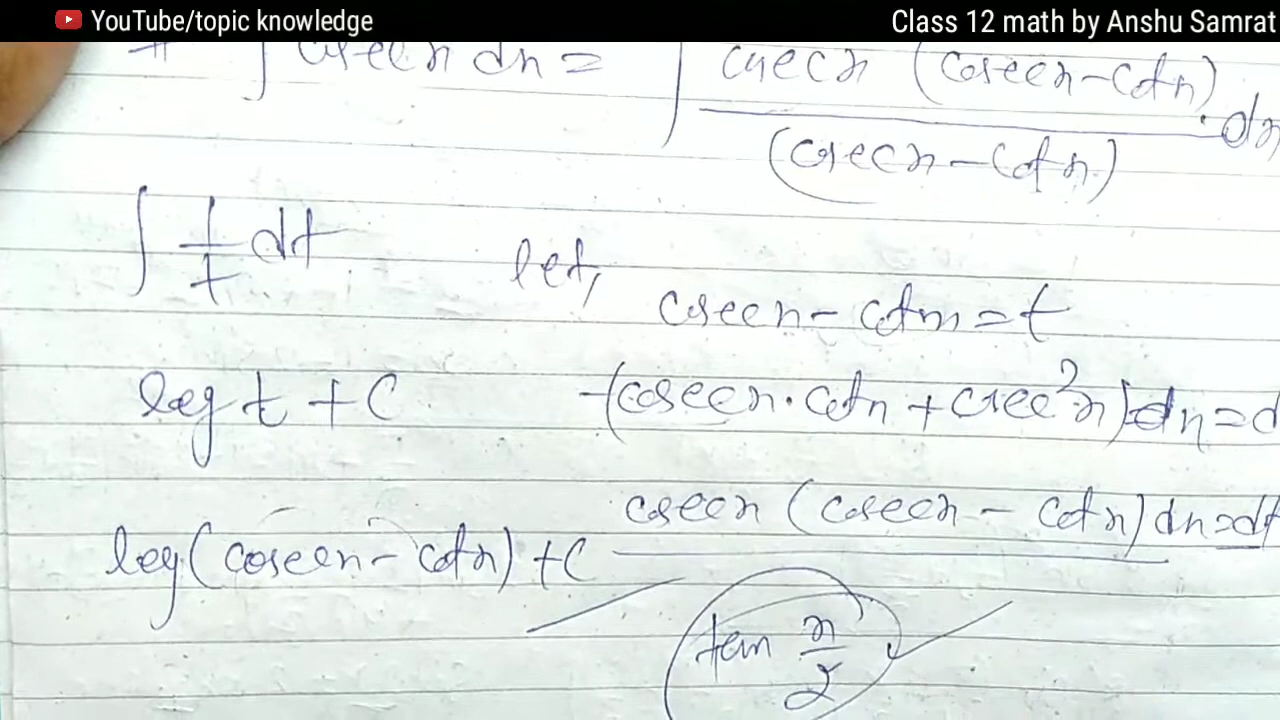 YouTube/topic knowledge
Class 12 math by Anshu Samrat
# ∫ cosecx dx = ∫ cosecx (cosecx - cotx) / (cosecx - cotx) . dx
∫ 1/t dt let,
cosecx - cotx = t
log t + C -(cosecx . cotx + cosec²x) dx = d
cosecx (cosecx - cotx) dx = dt
log (cosecx - cotx) + C
tan x/2